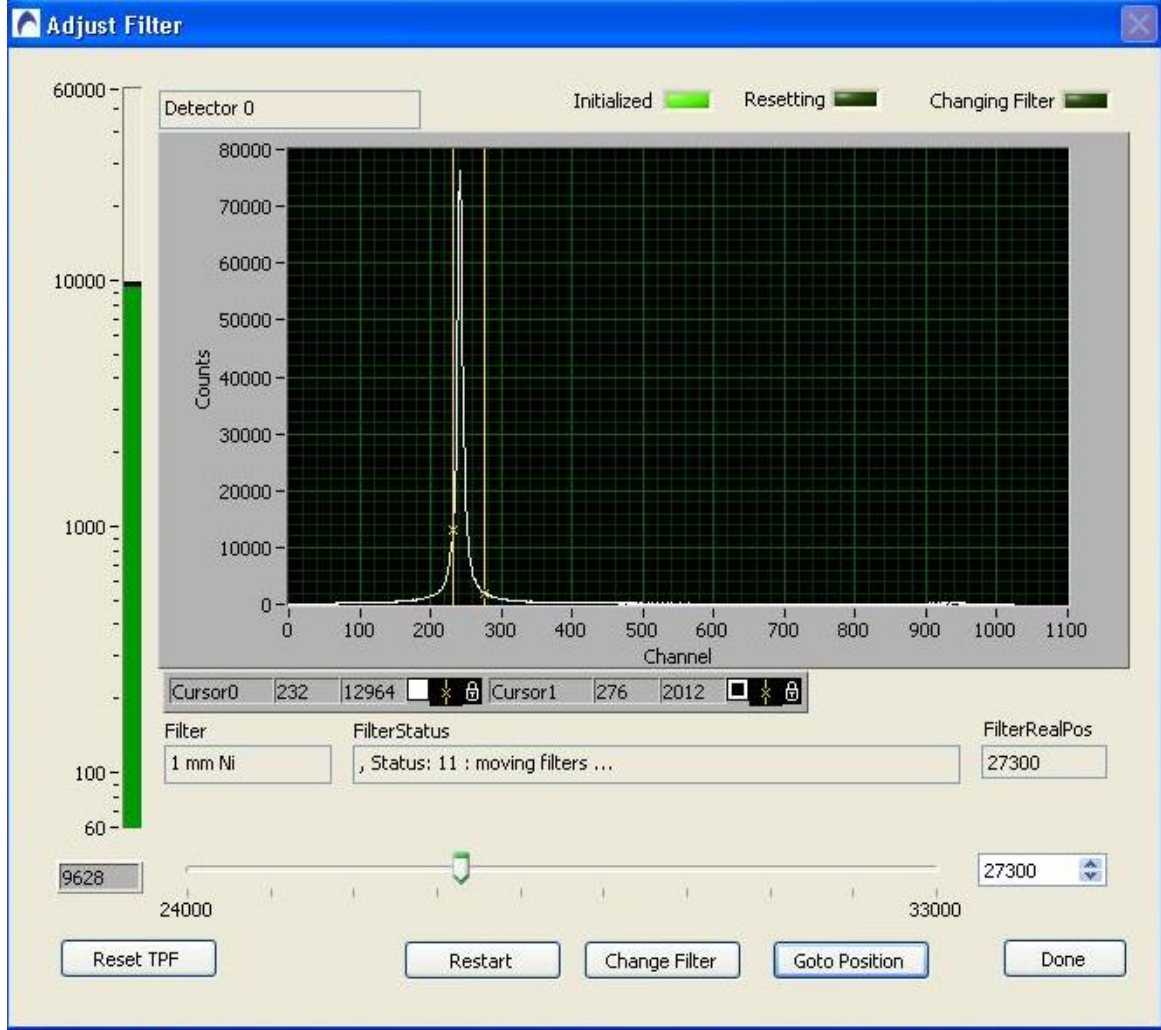 Adjust Filter
60000
10000
1000
100
60
9628
Detector 0
Initialized
Resetting
Changing Filter
80000
70000
60000
50000
40000
30000
20000
10000
0
Counts
0 100 200 300 400 500 600 700 800 900 1000 1100
Channel
Cursor0 232 12964 Cursor1 276 2012
Filter FilterStatus FilterRealPos
1 mm Ni , Status: 11 : moving filters ... 27300
27300
24000 33000
Reset TPF Restart Change Filter Goto Position Done